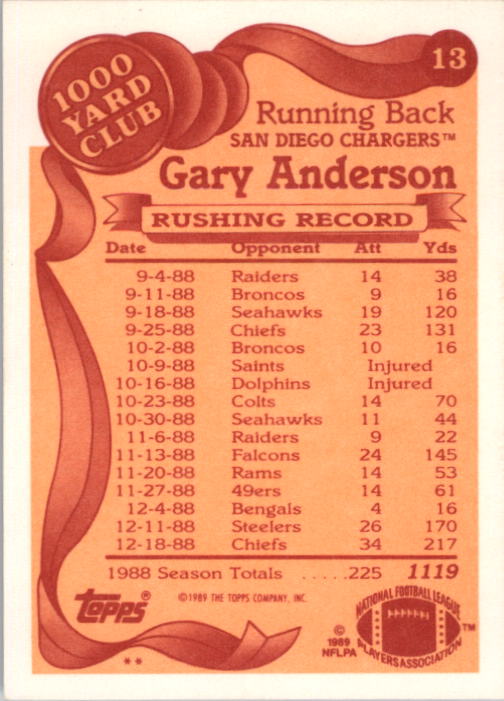 13
1000
YARD
CLUB
Running Back
SAN DIEGO CHARGERS™
Gary Anderson
RUSHING RECORD
Date Opponent Att Yds
9-4-88 Raiders 14 38
9-11-88 Broncos 9 16
9-18-88 Seahawks 19 120
9-25-88 Chiefs 23 131
10-2-88 Broncos 10 16
10-9-88 Saints Injured
10-16-88 Dolphins Injured
10-23-88 Colts 14 70
10-30-88 Seahawks 11 44
11-6-88 Raiders 9 22
11-13-88 Falcons 24 145
11-20-88 Rams 14 53
11-27-88 49ers 14 61
12-4-88 Bengals 4 16
12-11-88 Steelers 26 170
12-18-88 Chiefs 34 217
1988 Season Totals .....225 1119
topps®
©1989 THE TOPPS COMPANY, INC.
**
©
1989
NFLPA
NATIONAL FOOTBALL LEAGUE
PLAYERS ASSOCIATION
™